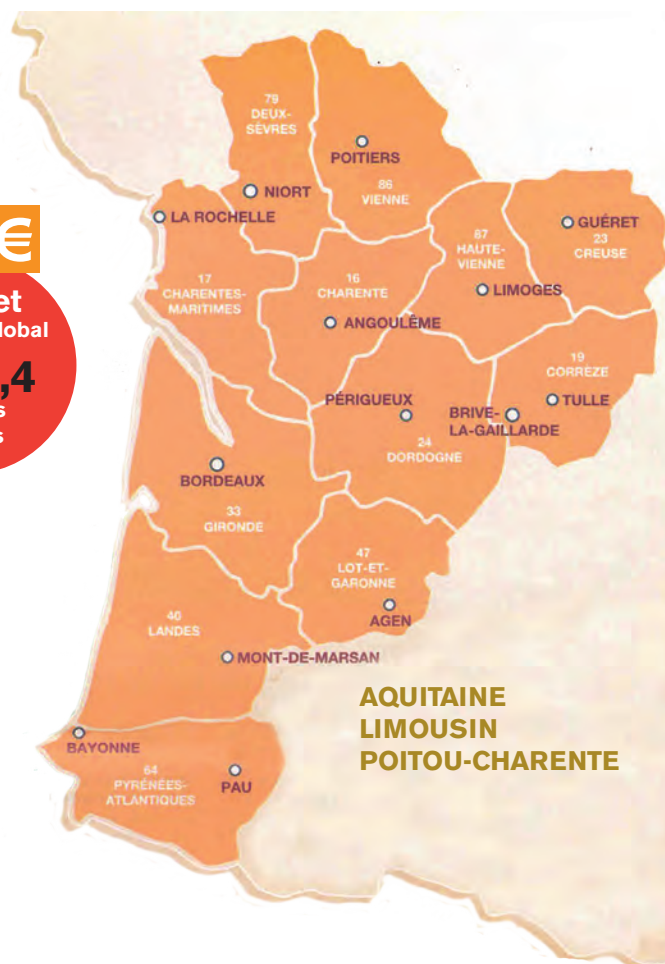 79
DEUX-
SÈVRES
POITIERS
86
VIENNE
NIORT
LA ROCHELLE
GUÉRET
23
CREUSE
87
HAUTE-
VIENNE
LIMOGES
€
et
lobal
,4
s
s
17
CHARENTES-
MARITIMES
16
CHARENTE
ANGOULÊME
19
CORRÈZE
TULLE
BRIVE-
LA-GAILLARDE
PÉRIGUEUX
24
DORDOGNE
BORDEAUX
33
GIRONDE
47
LOT-ET-
GARONNE
AGEN
40
LANDES
MONT-DE-MARSAN
AQUITAINE
LIMOUSIN
POITOU-CHARENTE
BAYONNE
64
PYRÉNÉES-
ATLANTIQUES
PAU